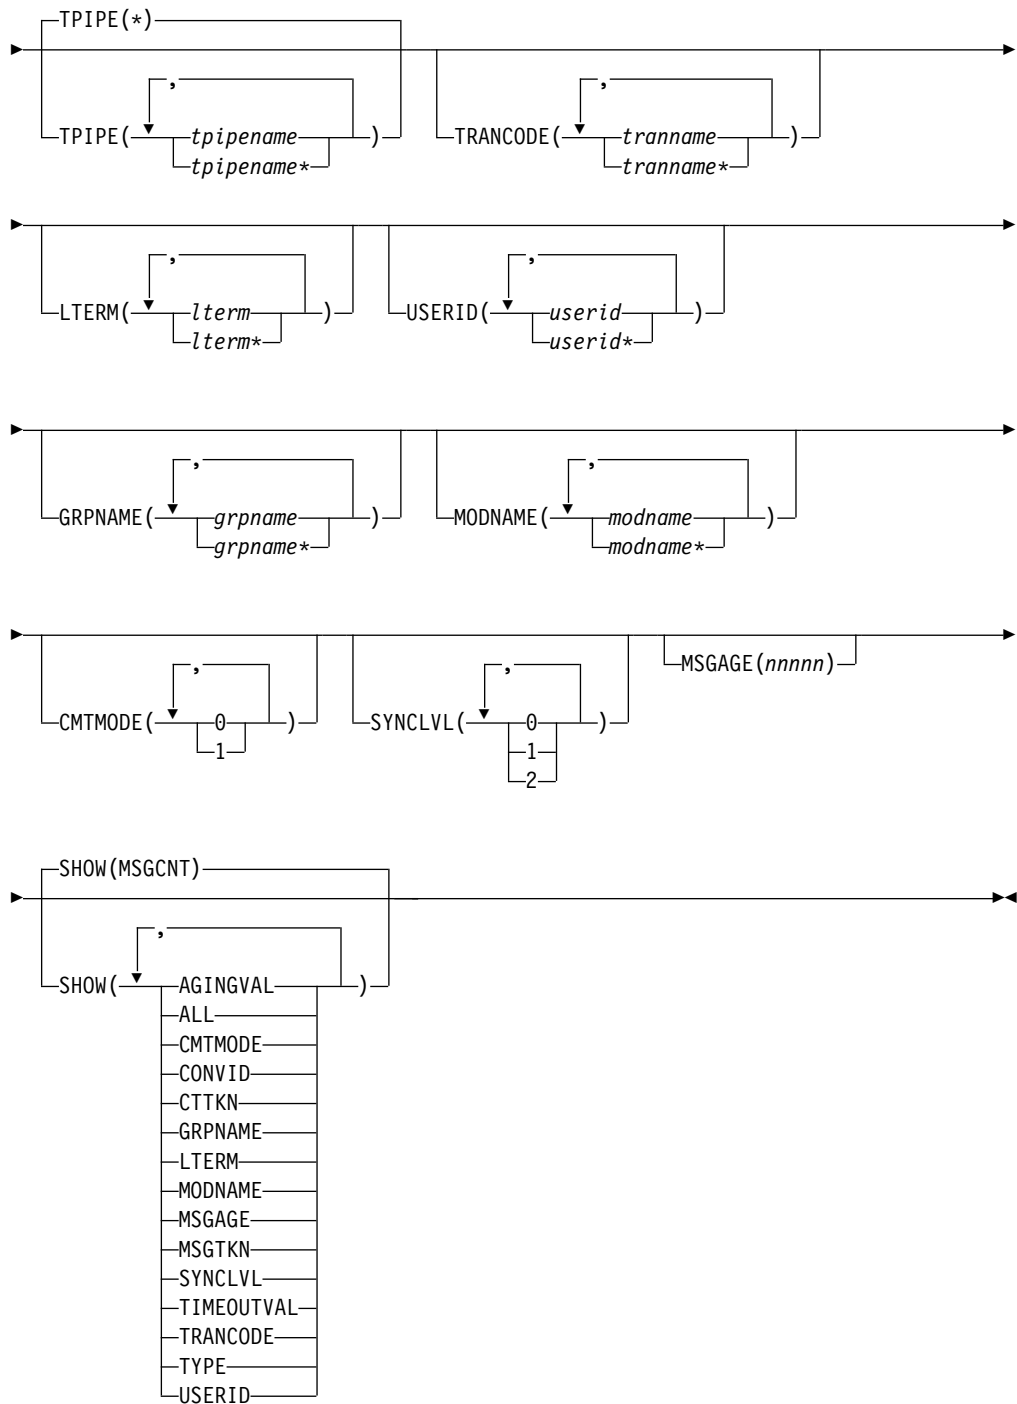 TPIPE(*)
TPIPE( , tpipename )
tpipename*
TRANCODE( , tranname )
tranname*
LTERM( , lterm )
lterm*
USERID( , userid )
userid*
GRPNAME( , grpname )
grpname*
MODNAME( , modname )
modname*
CMTMODE( , 0 )
1
SYNCLVL( , 0 )
1
2
MSGAGE(nnnnn)
SHOW(MSGCNT)
SHOW( , AGINGVAL )
ALL
CMTMODE
CONVID
CTTKN
GRPNAME
LTERM
MODNAME
MSGAGE
MSGTKN
SYNCLVL
TIMEOUTVAL
TRANCODE
TYPE
USERID